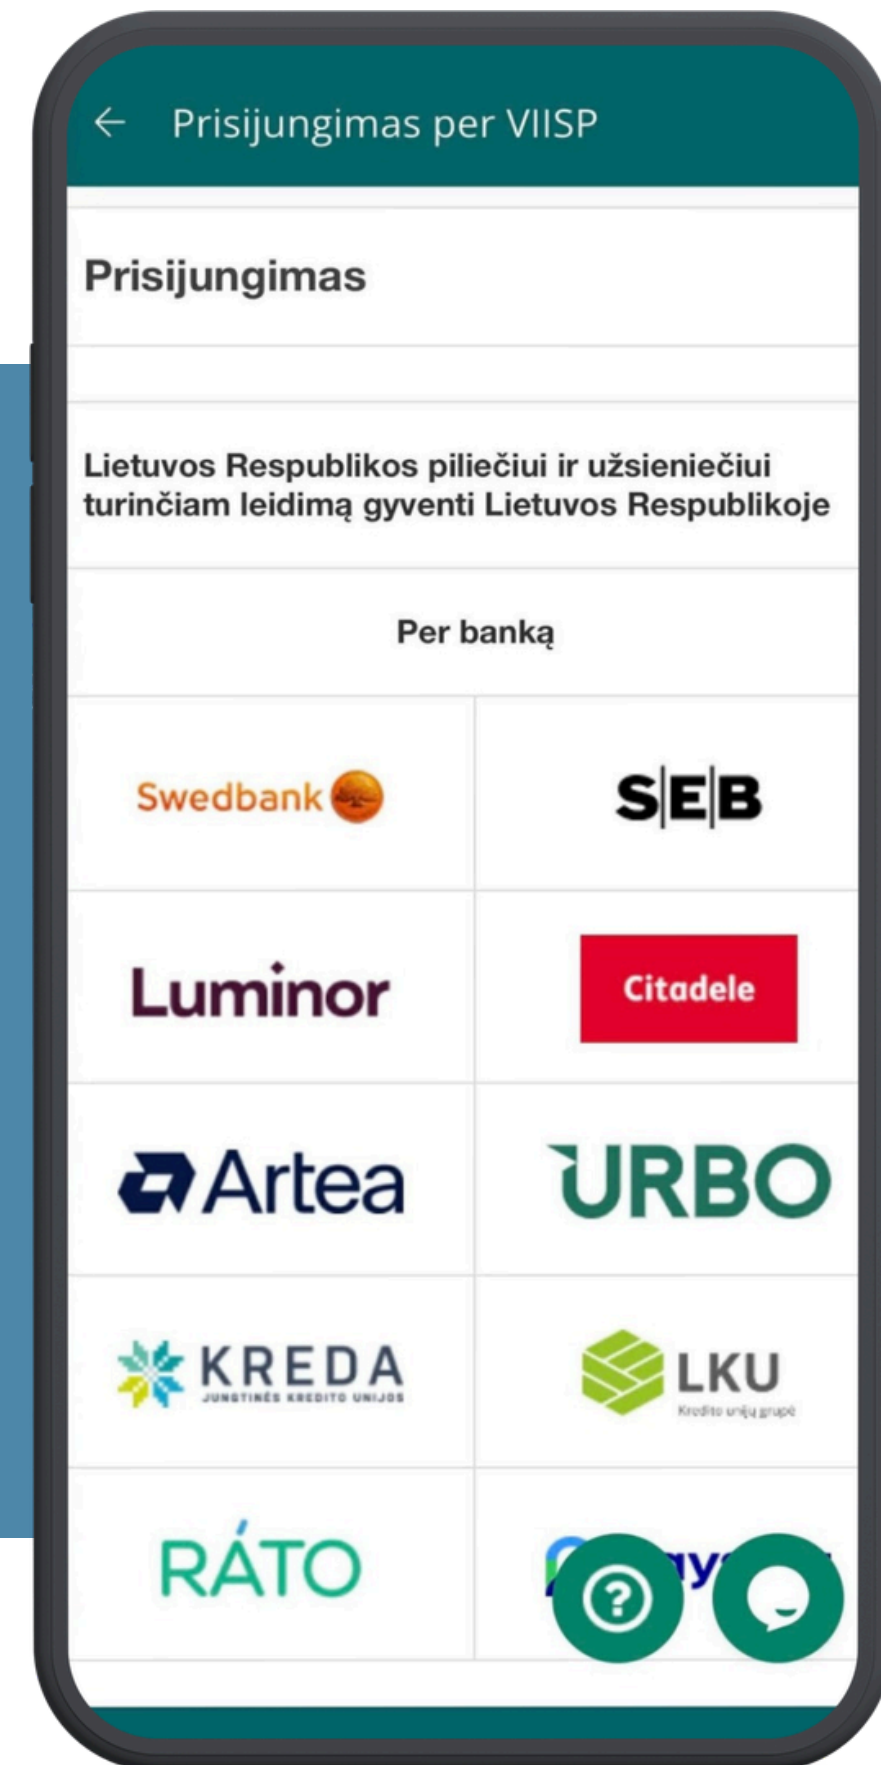 Prisijungimas per VIISP
Prisijungimas
Lietuvos Respublikos piliečiui ir užsieniečiui
turinčiam leidimą gyventi Lietuvos Respublikoje
Per banką
Swedbank
S|E|B
Luminor
Citadele
Artea
URBO
KREDA
JUNGTINĖS KREDITO UNIJOS
LKU
Kredito unijų grupė
RÁTO
?